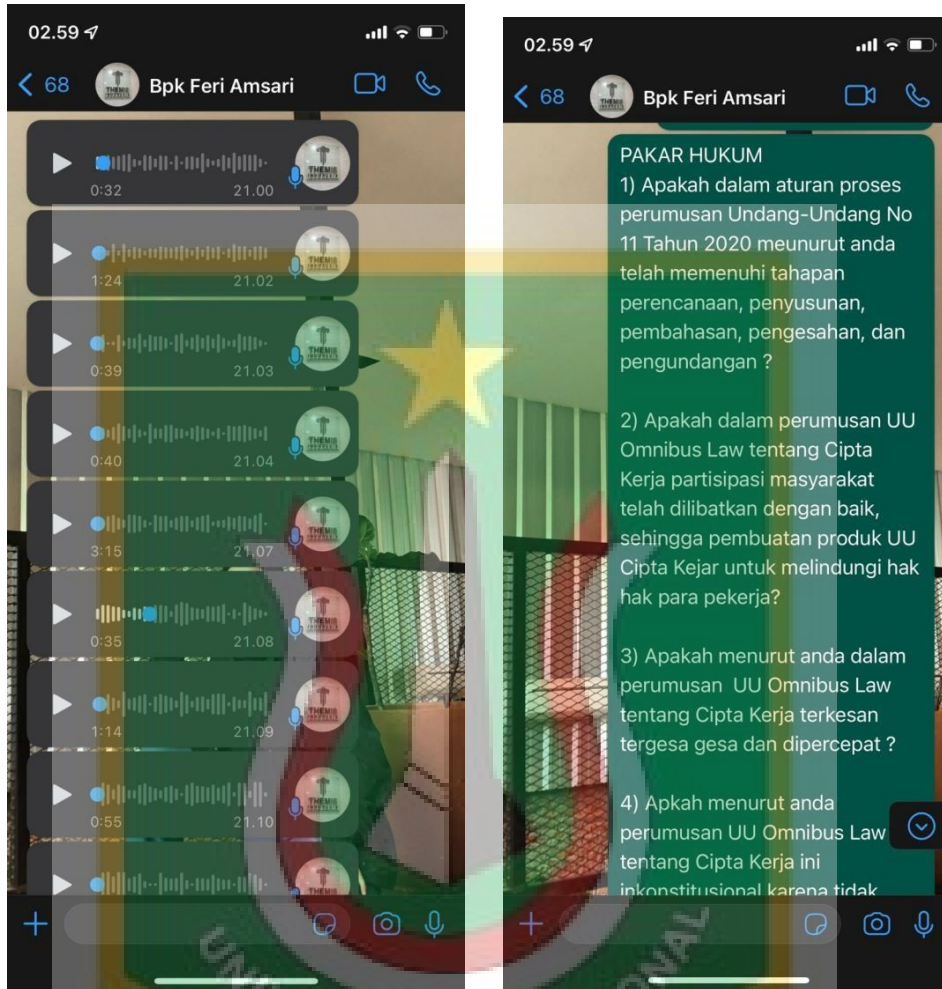 02.59
68
THEMIS
Bpk Feri Amsari
0:32 21.00
1:24 21.02
0:39 21.03
0:40 21.04
3:15 21.07
0:35 21.08
1:14 21.09
0:55 21.10
02.59
68
THEMIS
Bpk Feri Amsari
PAKAR HUKUM
1) Apakah dalam aturan proses
perumusan Undang-Undang No
11 Tahun 2020 meunurut anda
telah memenuhi tahapan
perencanaan, penyusunan,
pembahasan, pengesahan, dan
pengundangan ?
2) Apakah dalam perumusan UU
Omnibus Law tentang Cipta
Kerja partisipasi masyarakat
telah dilibatkan dengan baik,
sehingga pembuatan produk UU
Cipta Kejar untuk melindungi hak
hak para pekerja?
3) Apakah menurut anda dalam
perumusan UU Omnibus Law
tentang Cipta Kerja terkesan
tergesa gesa dan dipercepat ?
4) Apkah menurut anda
perumusan UU Omnibus Law
tentang Cipta Kerja ini
inkonstitusional karena tidak